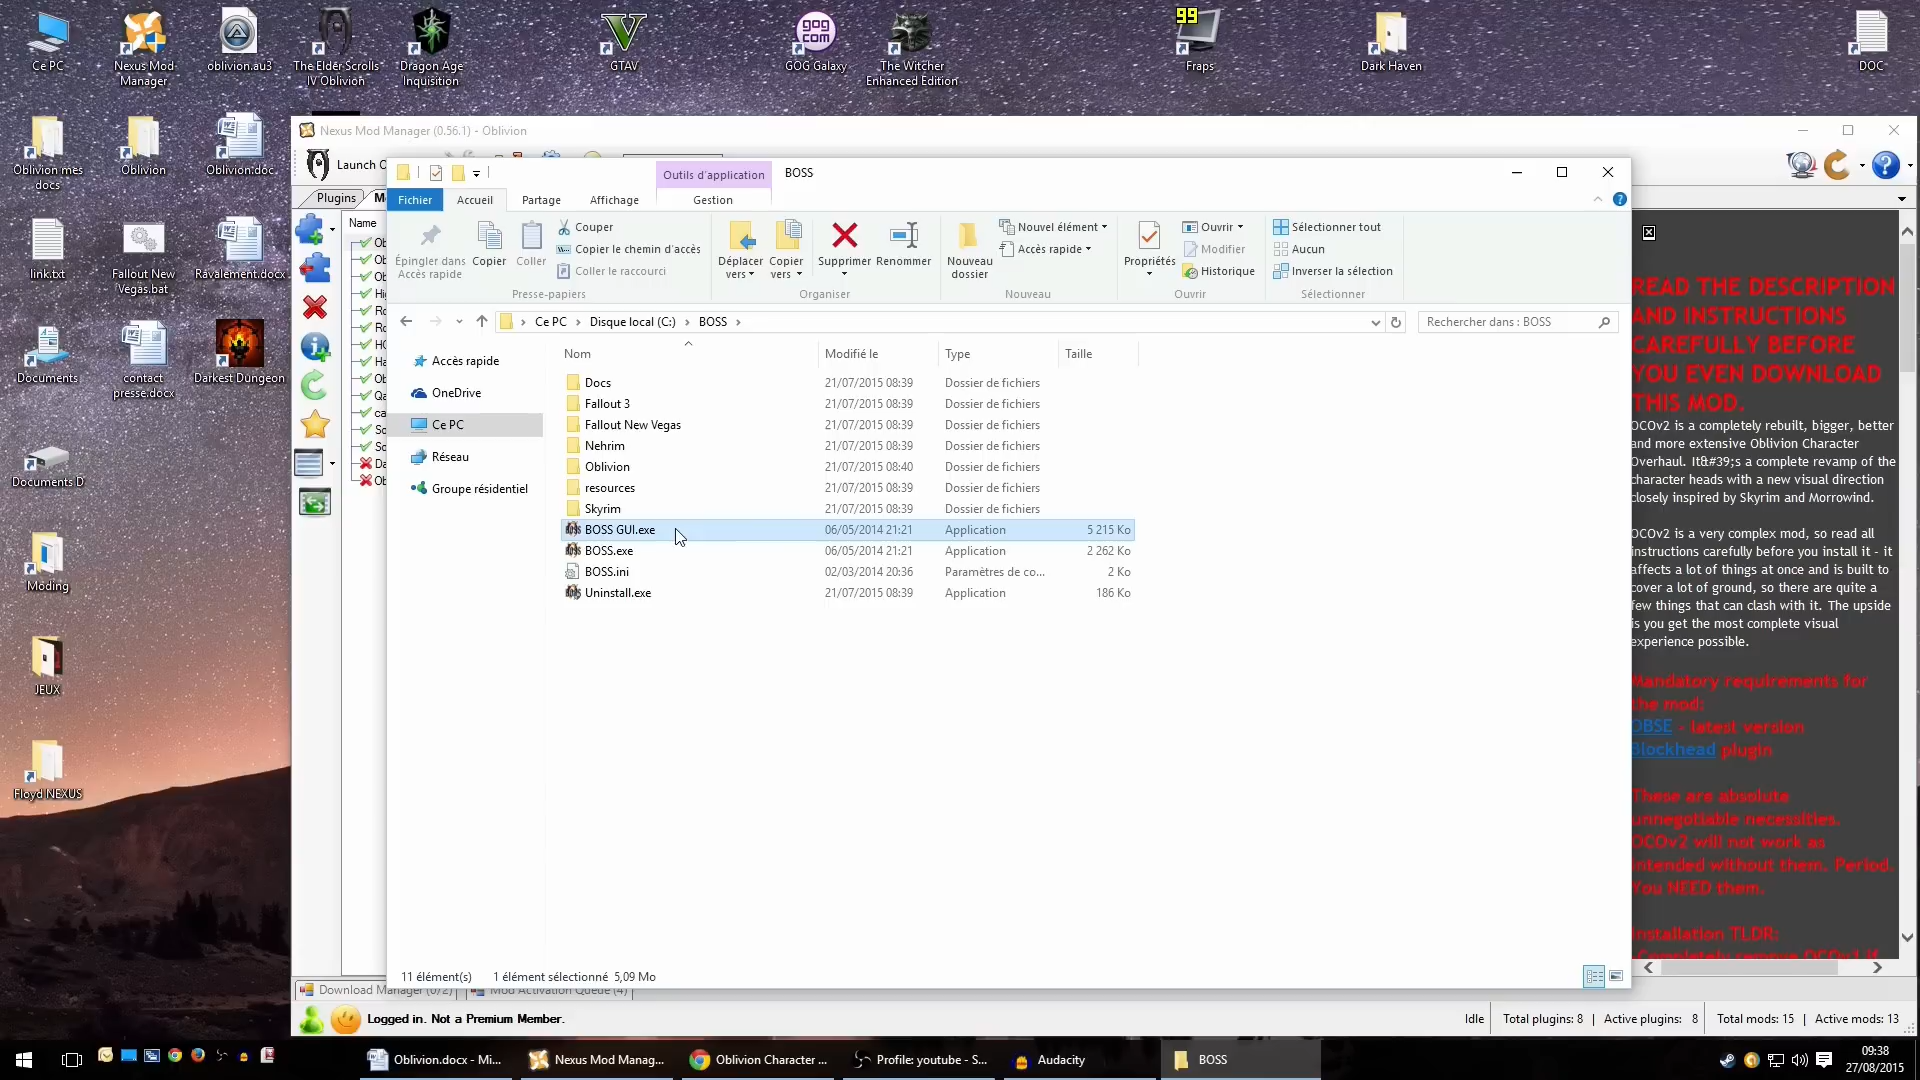 Ce PC
Nexus Mod Manager
oblivion.au3
The Elder Scrolls IV Oblivion
Dragon Age Inquisition
GTAV
gog com
GOG Galaxy
The Witcher Enhanced Edition
99
Fraps
Dark Haven
DOC
Oblivion mes docs
Oblivion
Oblivion.doc
link.txt
Fallout New Vegas.bat
Ravalement.docx
Documents
contact presse.docx
Darkest Dungeon
Documents D
Moding
JEUX
Floyd NEXUS
Nexus Mod Manager (0.56.1) - Oblivion
Launch O
Plugins
Name
Outils d'application
BOSS
Fichier
Accueil
Partage
Affichage
Gestion
Épingler dans Accès rapide
Copier
Coller
Couper
Copier le chemin d'accès
Coller le raccourci
Presse-papiers
Déplacer vers
Copier vers
Supprimer
Renommer
Organiser
Nouveau dossier
Nouvel élément
Accès rapide
Nouveau
Propriétés
Ouvrir
Modifier
Historique
Ouvrir
Sélectionner tout
Aucun
Inverser la sélection
Sélectionner
Ce PC > Disque local (C:) > BOSS >
Rechercher dans : BOSS
Accès rapide
OneDrive
Ce PC
Réseau
Groupe résidentiel
Nom Modifié le Type Taille
Docs 21/07/2015 08:39 Dossier de fichiers
Fallout 3 21/07/2015 08:39 Dossier de fichiers
Fallout New Vegas 21/07/2015 08:39 Dossier de fichiers
Nehrim 21/07/2015 08:39 Dossier de fichiers
Oblivion 21/07/2015 08:40 Dossier de fichiers
resources 21/07/2015 08:39 Dossier de fichiers
Skyrim 21/07/2015 08:39 Dossier de fichiers
BOSS GUI.exe 06/05/2014 21:21 Application 5 215 Ko
BOSS.exe 06/05/2014 21:21 Application 2 262 Ko
BOSS.ini 02/03/2014 20:36 Paramètres de co... 2 Ko
Uninstall.exe 21/07/2015 08:39 Application 186 Ko
11 élément(s) 1 élément sélectionné 5,09 Mo
READ THE DESCRIPTION
AND INSTRUCTIONS
CAREFULLY BEFORE
YOU EVEN DOWNLOAD
THIS MOD.
OCOv2 is a completely rebuilt, bigger, better
and more extensive Oblivion Character
Overhaul. It&#39;s a complete revamp of the
character heads with a new visual direction
closely inspired by Skyrim and Morrowind.
OCOv2 is a very complex mod, so read all
instructions carefully before you install it - it
affects a lot of things at once and is built to
cover a lot of ground, so there are quite a
few things that can clash with it. The upside
is you get the most complete visual
experience possible.
Mandatory requirements for
the mod:
OBSE - latest version
Blockhead plugin
These are absolute
unnegotiable necessities.
OCOv2 will not work as
intended without them. Period.
You NEED them.
Installation TLDR:
Download Manager (0/2)
Mod Activation Queue (4)
Logged in. Not a Premium Member.
Idle
Total plugins: 8 | Active plugins: 8
Total mods: 15 | Active mods: 13
Oblivion.docx - Mi...
Nexus Mod Manag...
Oblivion Character ...
Profile: youtube - S...
Audacity
BOSS
09:38
27/08/2015